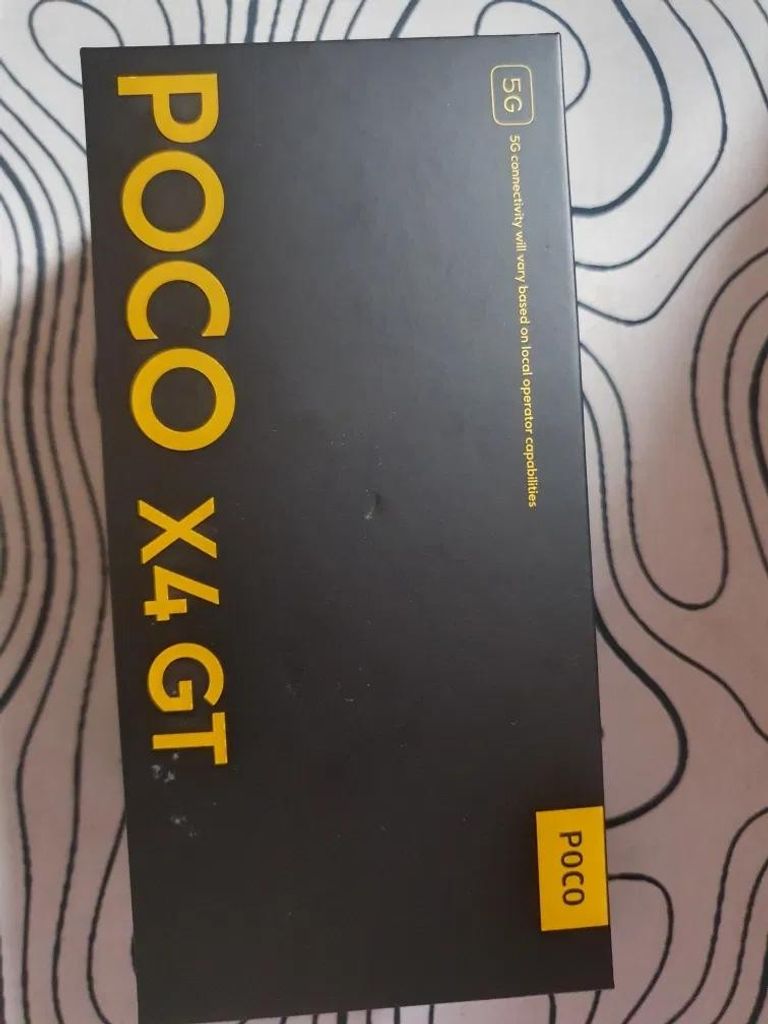 5G
5G connectivity will vary based on local operator capabilities
POCO
POCO X4 GT